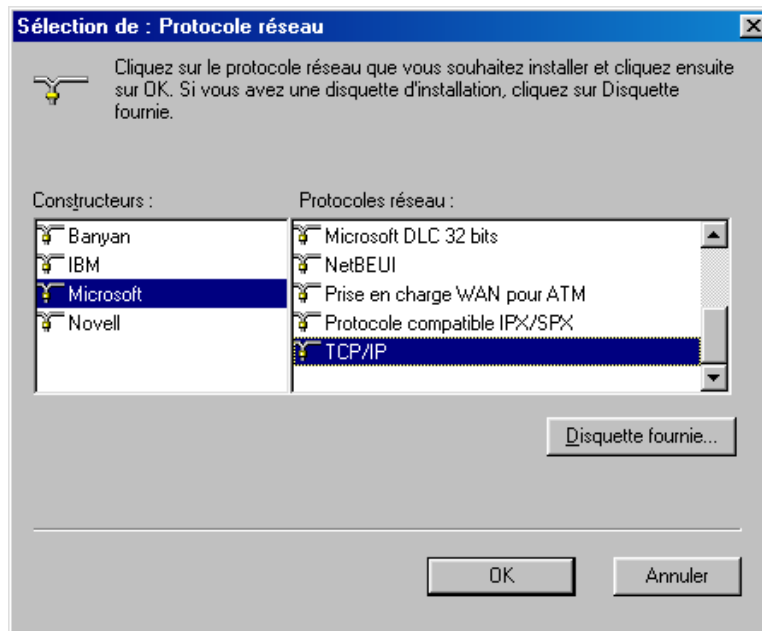 Sélection de : Protocole réseau
Cliquez sur le protocole réseau que vous souhaitez installer et cliquez ensuite
sur OK. Si vous avez une disquette d'installation, cliquez sur Disquette
fournie.
Constructeurs :
Banyan
IBM
Microsoft
Novell
Protocoles réseau :
Microsoft DLC 32 bits
NetBEUI
Prise en charge WAN pour ATM
Protocole compatible IPX/SPX
TCP/IP
Disquette fournie...
OK
Annuler